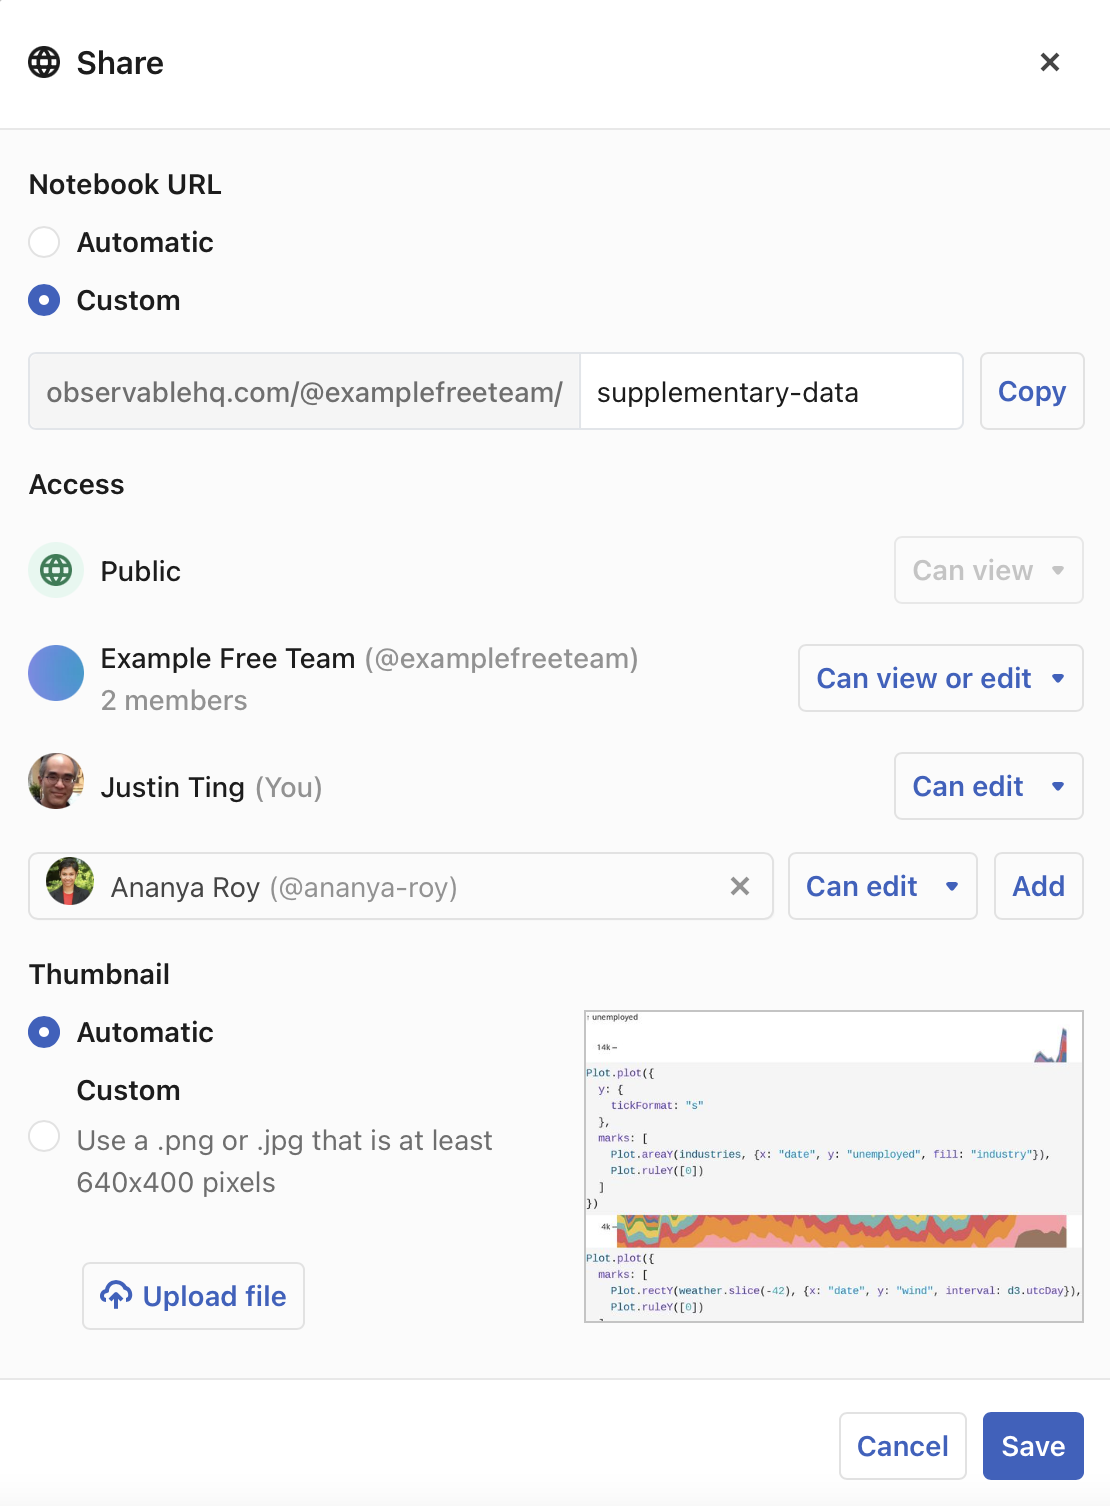 Share
Notebook URL
Automatic
Custom
observablehq.com/@examplefreeteam/ supplementary-data Copy
Access
Public Can view
Example Free Team (@examplefreeteam)
2 members
Can view or edit
Justin Ting (You) Can edit
Ananya Roy (@ananya-roy) Can edit Add
Thumbnail
Automatic
Custom
Use a .png or .jpg that is at least
640x400 pixels
Upload file
↑ unemployed
14k
Plot.plot({
y: {
tickFormat: "s"
},
marks: [
Plot.areaY(industries, {x: "date", y: "unemployed", fill: "industry"}),
Plot.ruleY([0])
]
})
4k
Plot.plot({
marks: [
Plot.rectY(weather.slice(-42), {x: "date", y: "wind", interval: d3.utcDay}),
Plot.ruleY([0])
Cancel Save